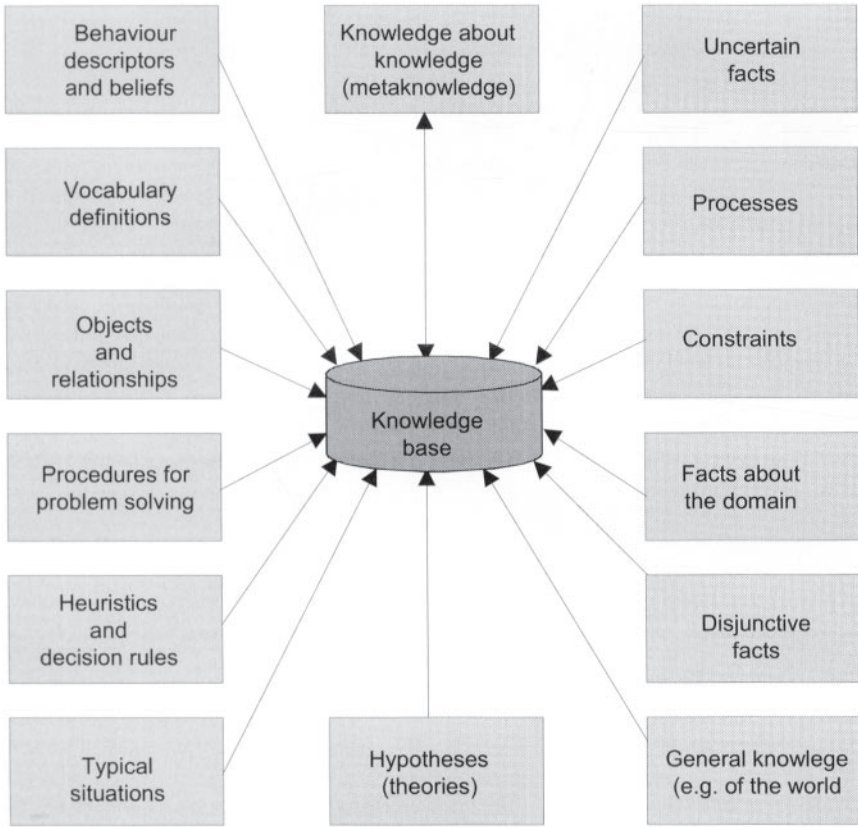 Behaviour
descriptors
and beliefs
Knowledge about
knowledge
(metaknowledge)
Uncertain
facts
Vocabulary
definitions
Processes
Objects
and
relationships
Constraints
Knowledge
base
Procedures for
problem solving
Facts about
the domain
Heuristics
and
decision rules
Disjunctive
facts
Typical
situations
Hypotheses
(theories)
General knowlege
(e.g. of the world